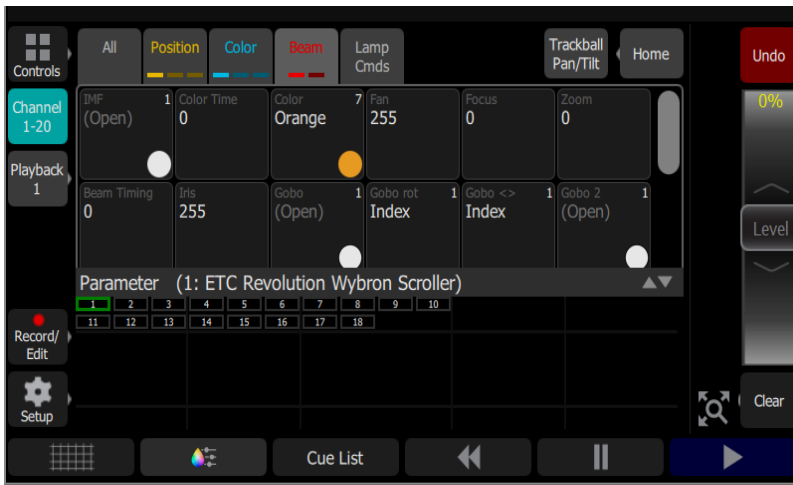 All Position Color Beam Lamp Cmds Trackball Pan/Tilt Home Undo
Controls
Channel 1-20
Playback 1
IMF 1 Color Time Color 7 Fan Focus Zoom
(Open) 0 Orange 255 0 0
0%
Beam Timing Iris Gobo 1 Gobo rot 1 Gobo <> 1 Gobo 2 1
0 255 (Open) Index Index (Open)
Level
Parameter (1: ETC Revolution Wybron Scroller)
1 2 3 4 5 6 7 8 9 10
11 12 13 14 15 16 17 18
Record/ Edit
Setup
Clear
Cue List